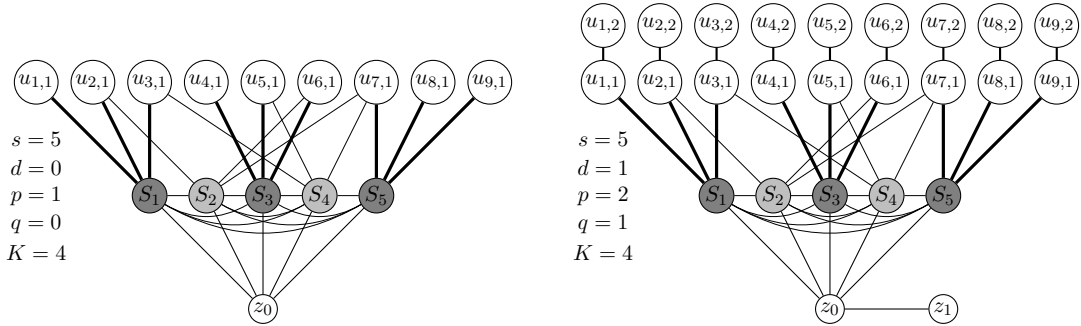 u1,2 u2,2 u3,2 u4,2 u5,2 u6,2 u7,2 u8,2 u9,2
u1,1 u2,1 u3,1 u4,1 u5,1 u6,1 u7,1 u8,1 u9,1
u1,1 u2,1 u3,1 u4,1 u5,1 u6,1 u7,1 u8,1 u9,1
s = 5
d = 0
p = 1
q = 0
K = 4
s = 5
d = 1
p = 2
q = 1
K = 4
S1 S2 S3 S4 S5
S1 S2 S3 S4 S5
z0
z0 z1